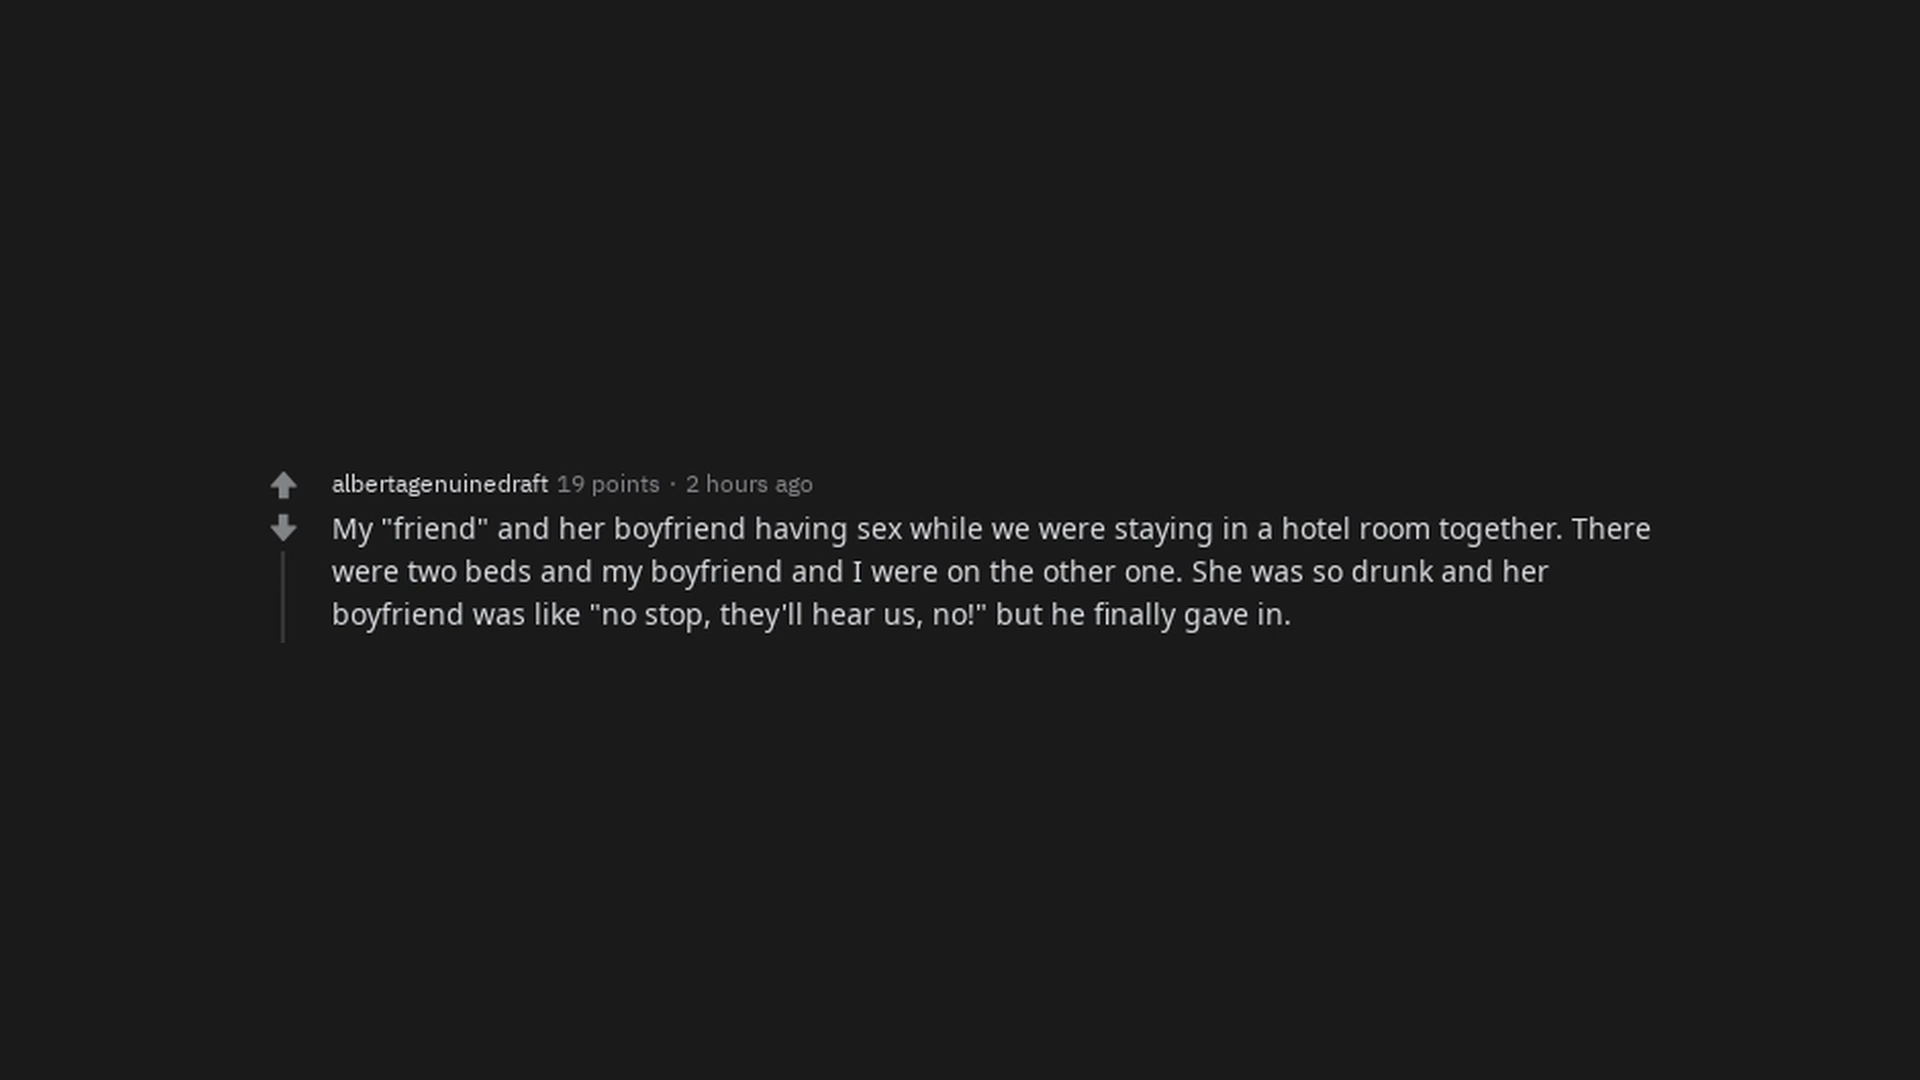 albertagenuinedraft 19 points · 2 hours ago
My "friend" and her boyfriend having sex while we were staying in a hotel room together. There
were two beds and my boyfriend and I were on the other one. She was so drunk and her
boyfriend was like "no stop, they'll hear us, no!" but he finally gave in.